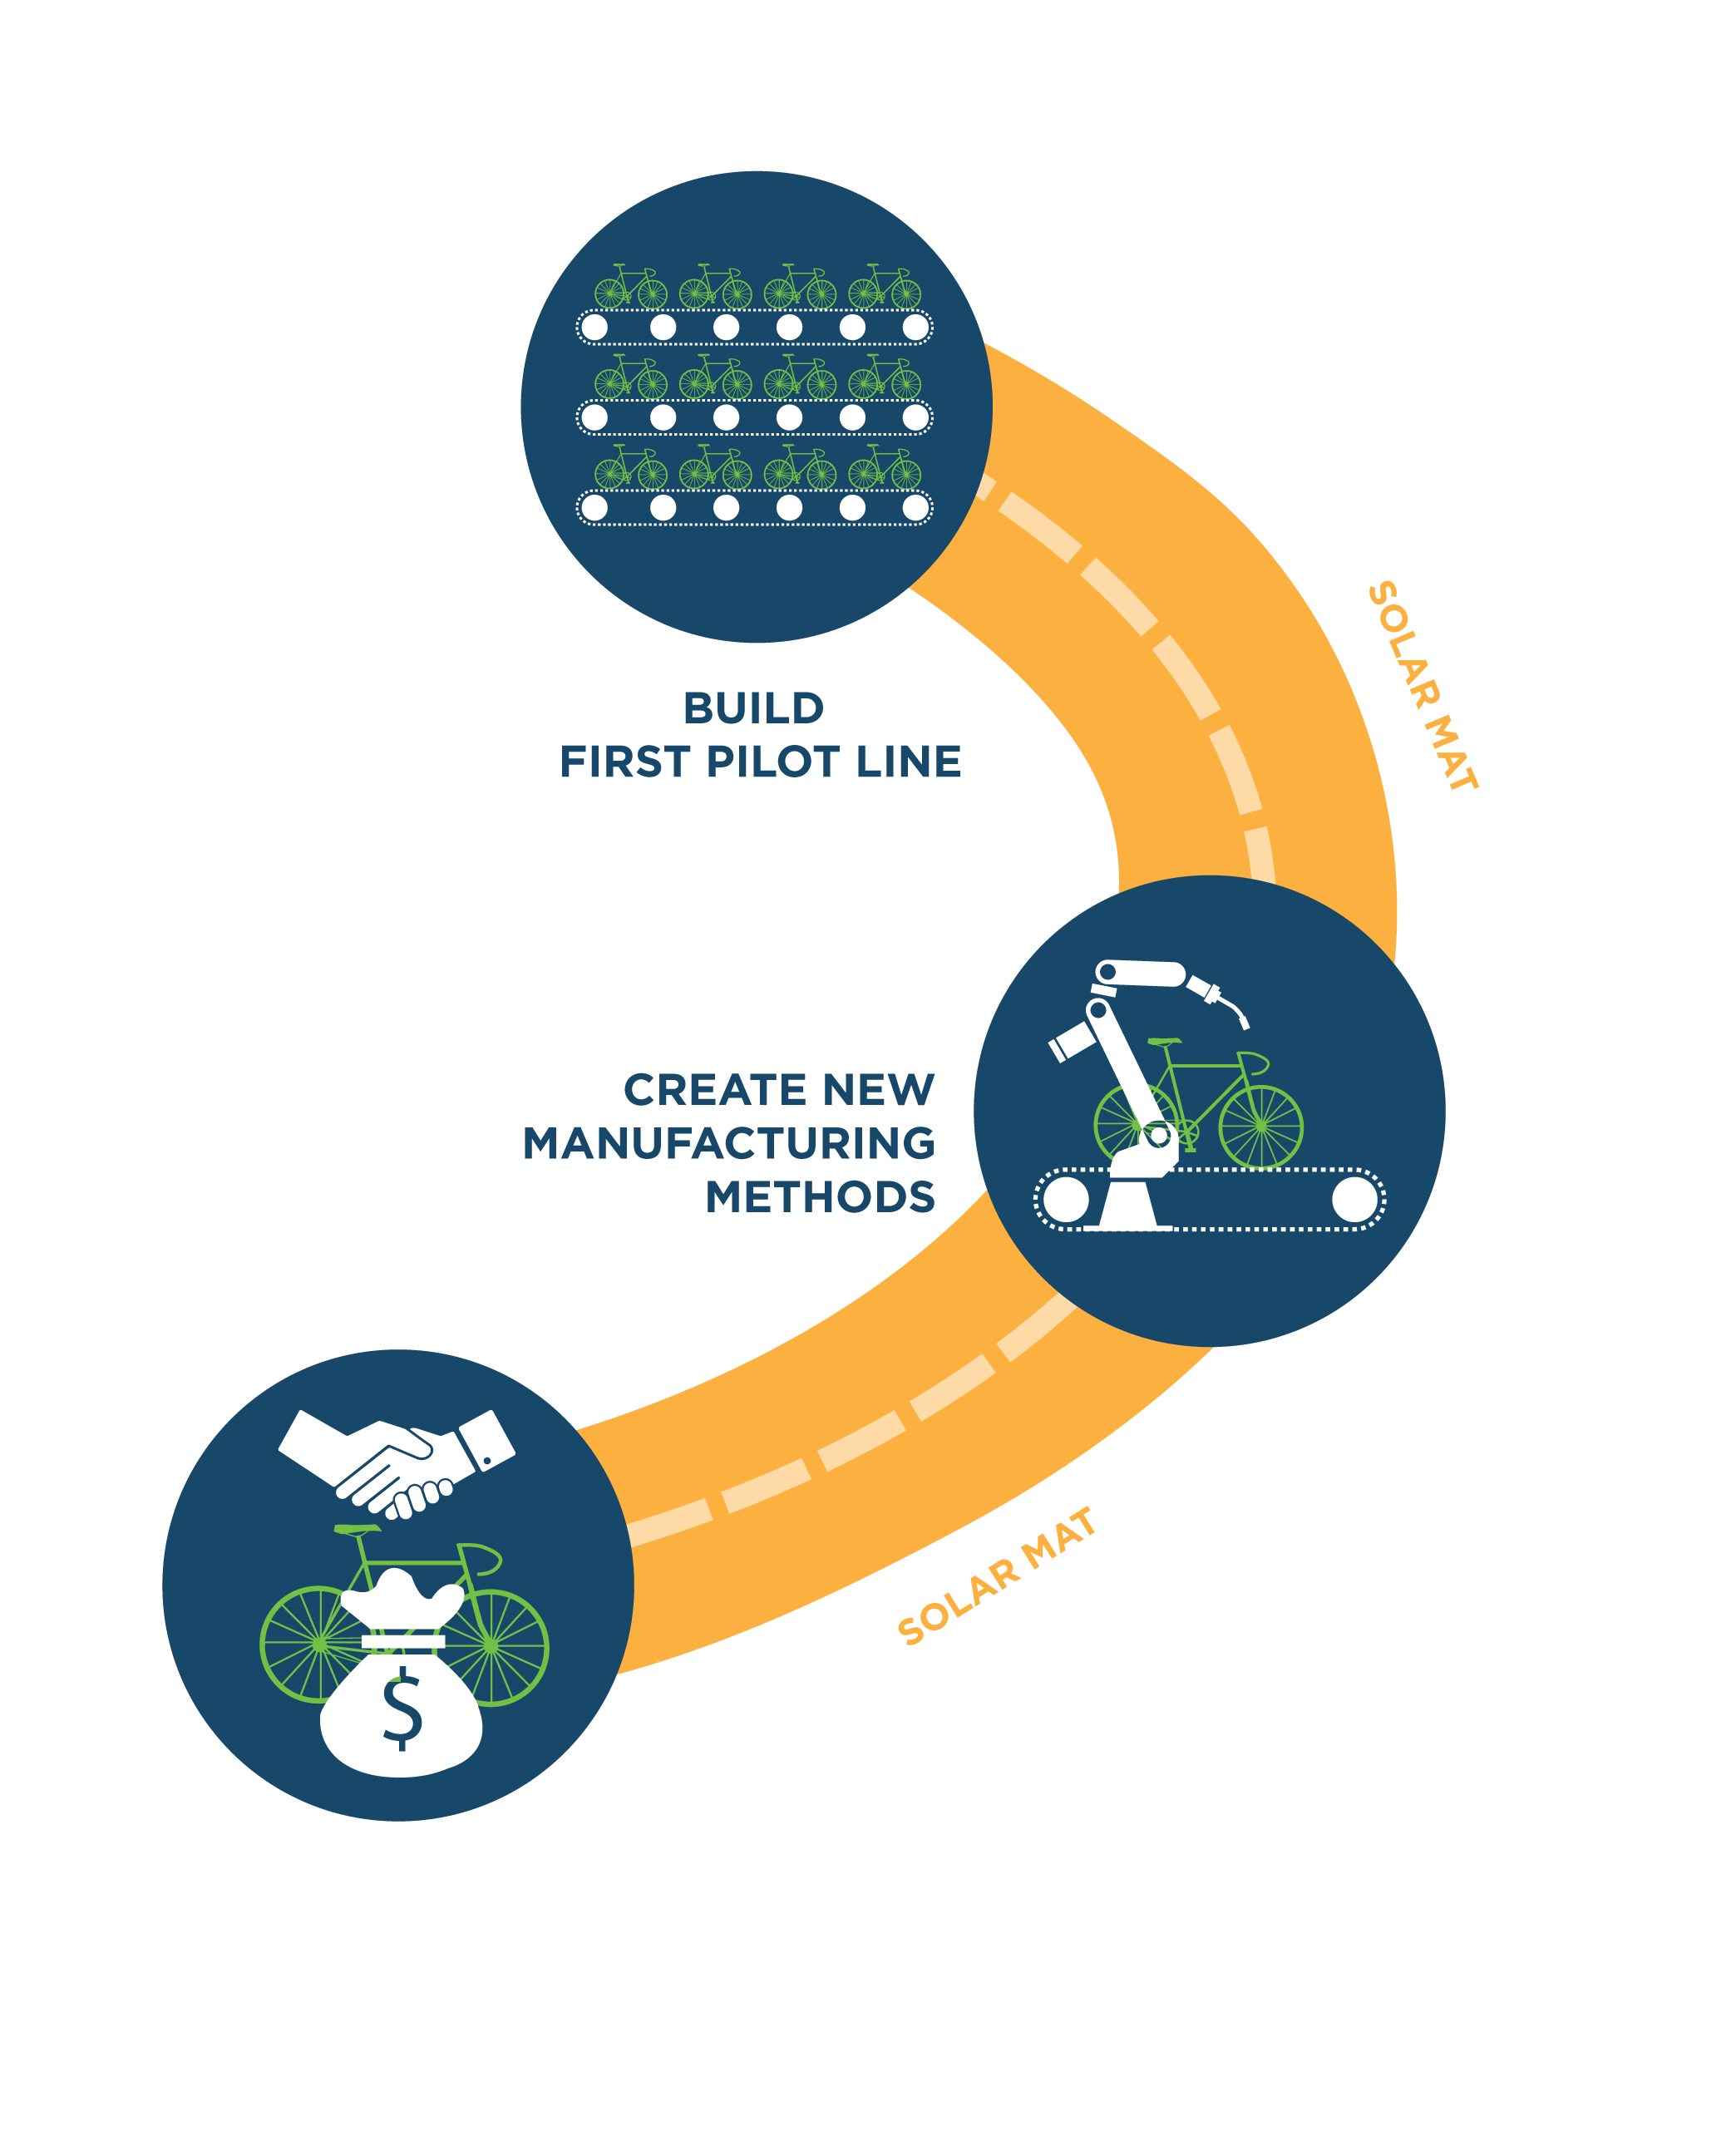 BUILD
FIRST PILOT LINE
SOLAR MAT
CREATE NEW
MANUFACTURING
METHODS
SOLAR MAT
$